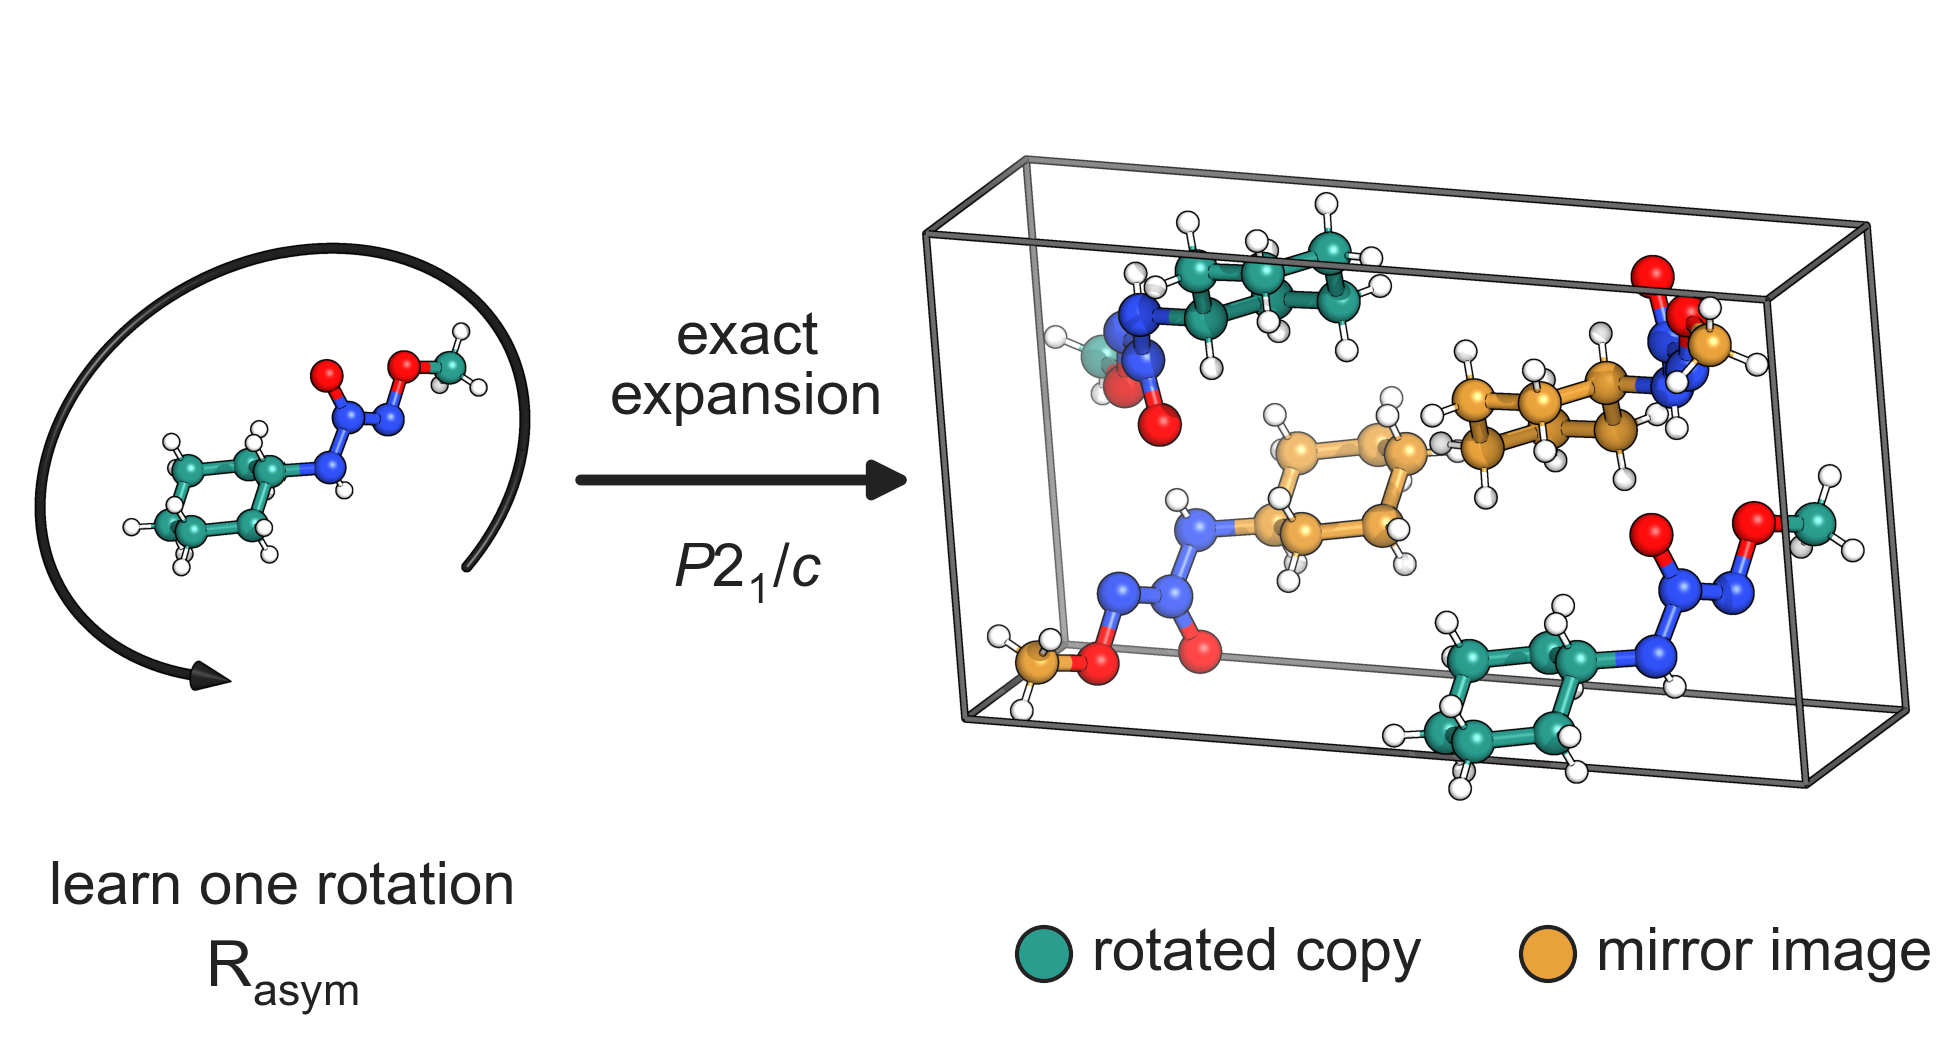 exact
expansion
P2₁/c
learn one rotation
R_asym
rotated copy
mirror image